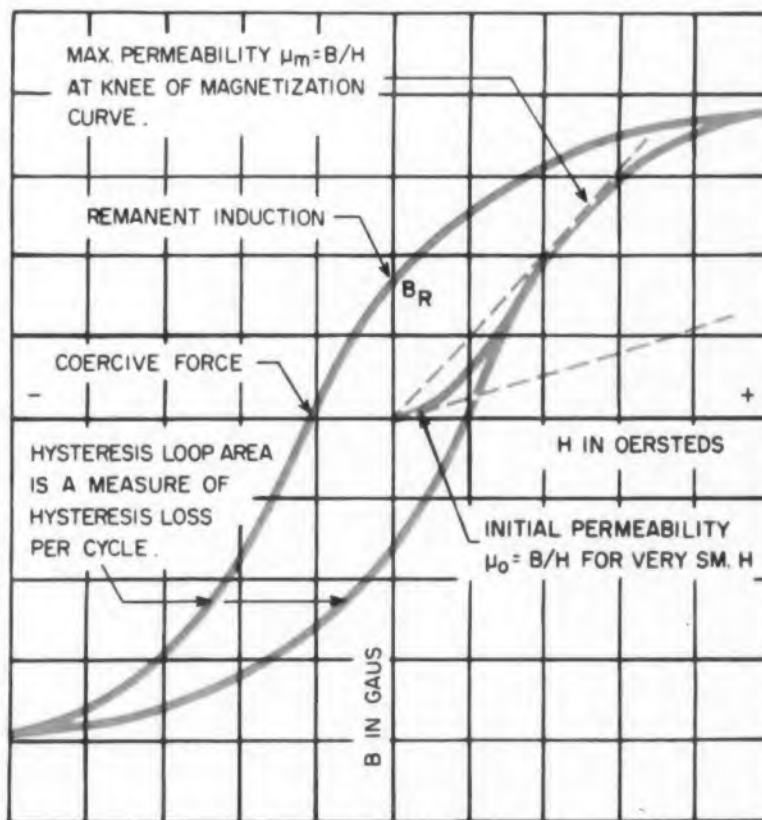 MAX. PERMEABILITY μm=B/H
AT KNEE OF MAGNETIZATION
CURVE.
REMANENT INDUCTION
BR
COERCIVE FORCE
-
+
HYSTERESIS LOOP AREA
IS A MEASURE OF
HYSTERESIS LOSS
PER CYCLE.
H IN OERSTEDS
INITIAL PERMEABILITY
μo=B/H FOR VERY SM. H
B IN GAUS